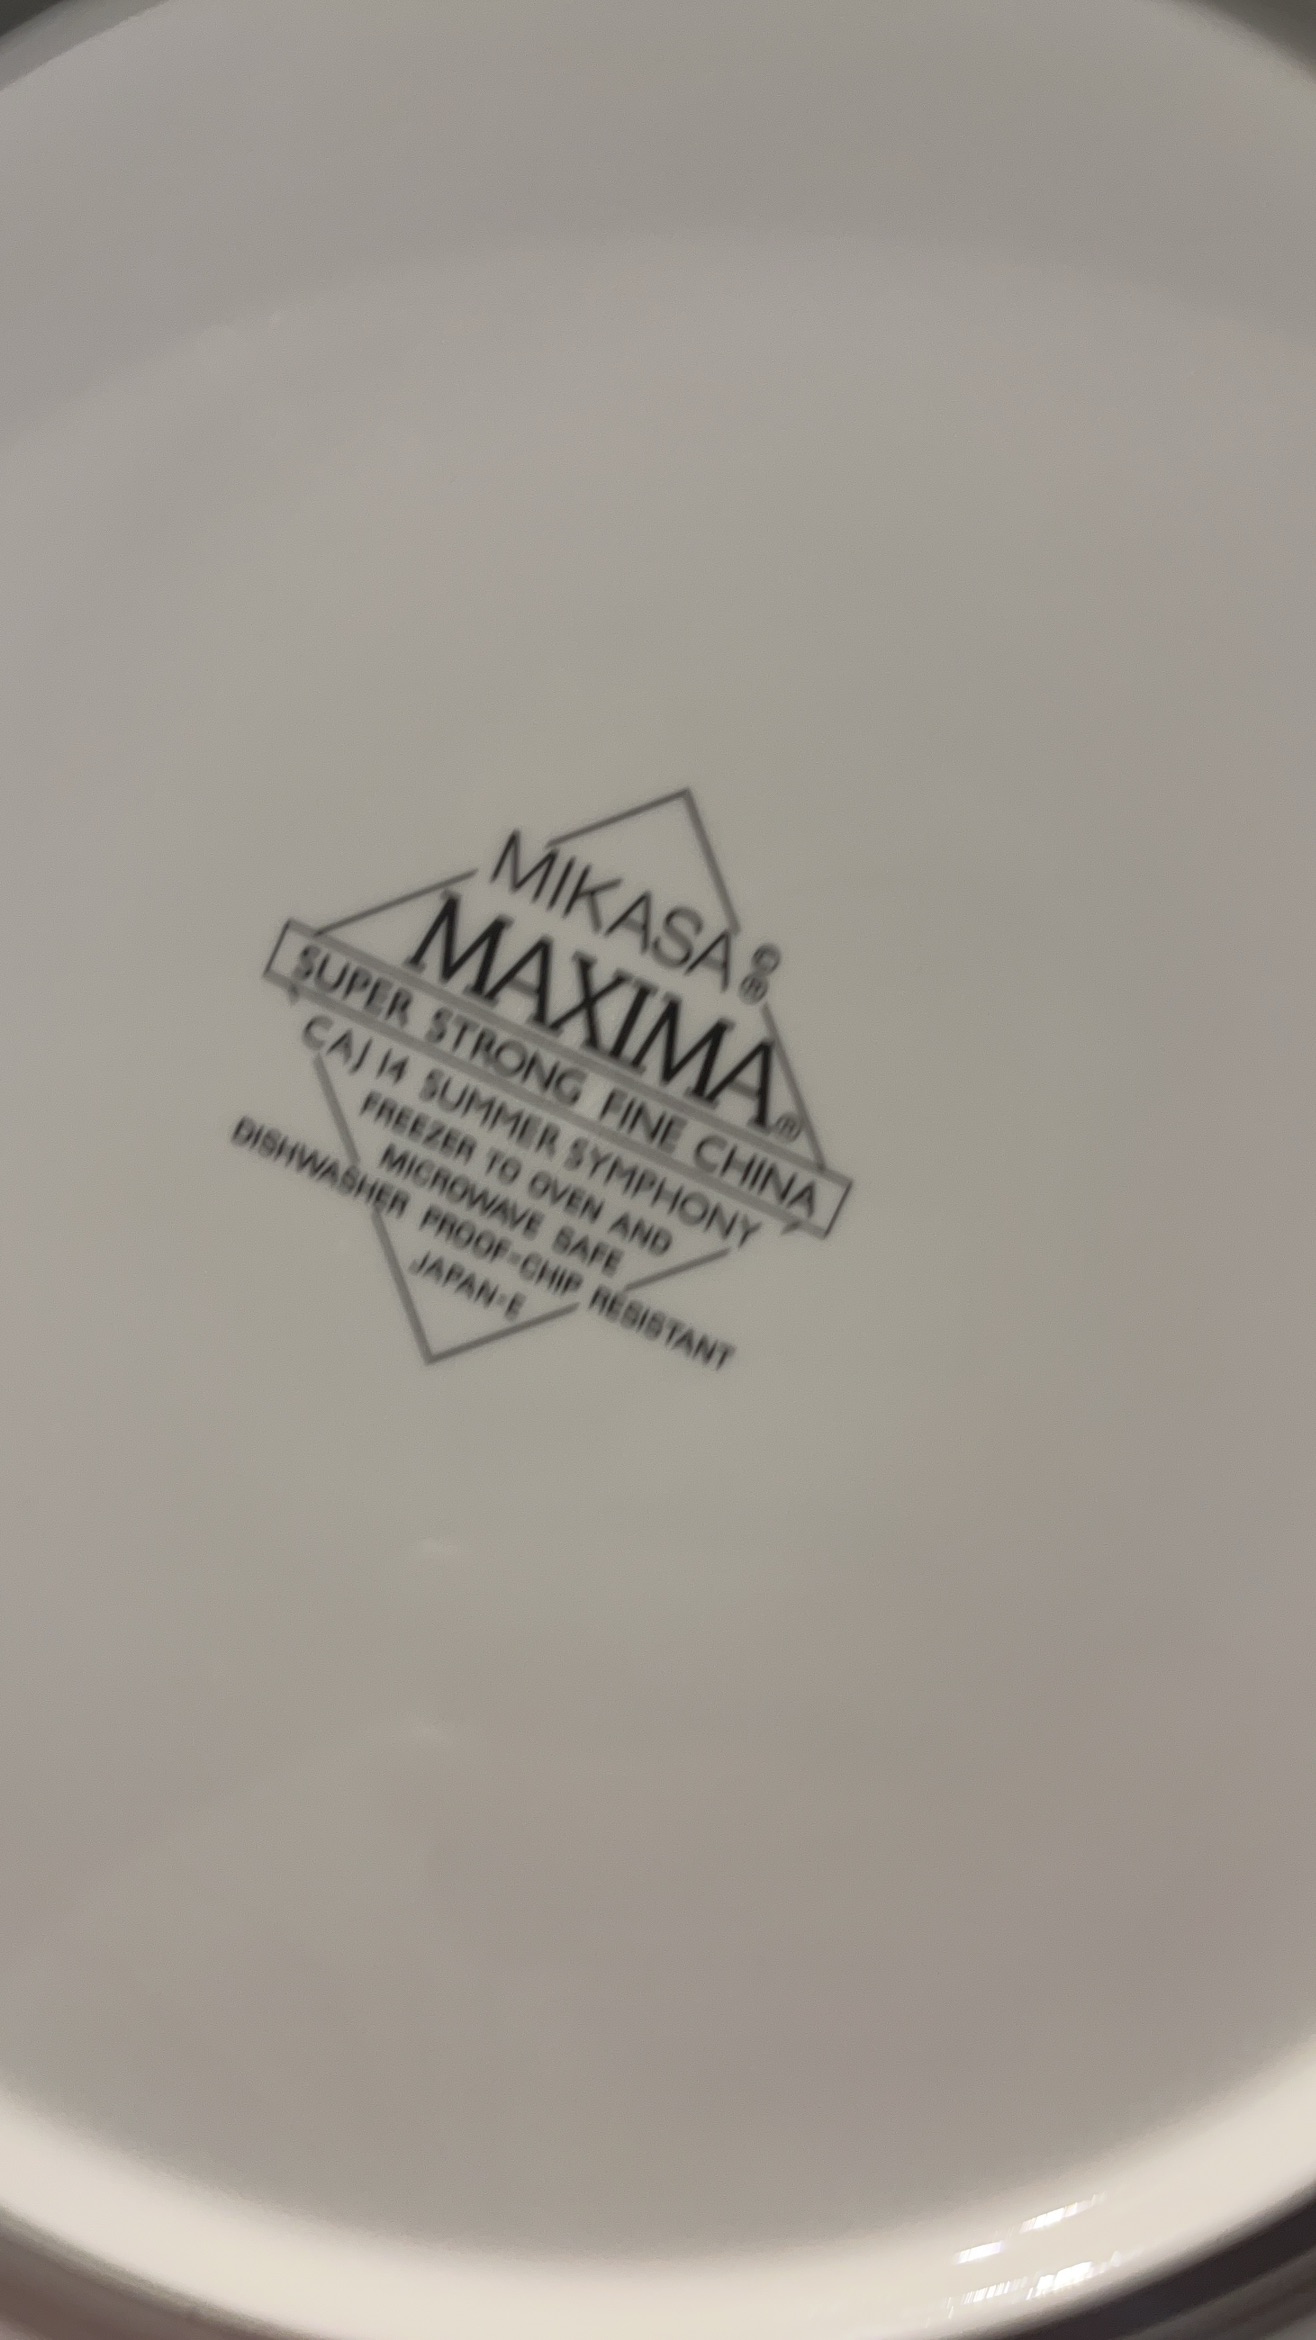 MIKASA©®
MAXIMA®
SUPER STRONG FINE CHINA
CAJ 14 SUMMER SYMPHONY
FREEZER TO OVEN AND
MICROWAVE SAFE
DISHWASHER PROOF-CHIP RESISTANT
JAPAN-E